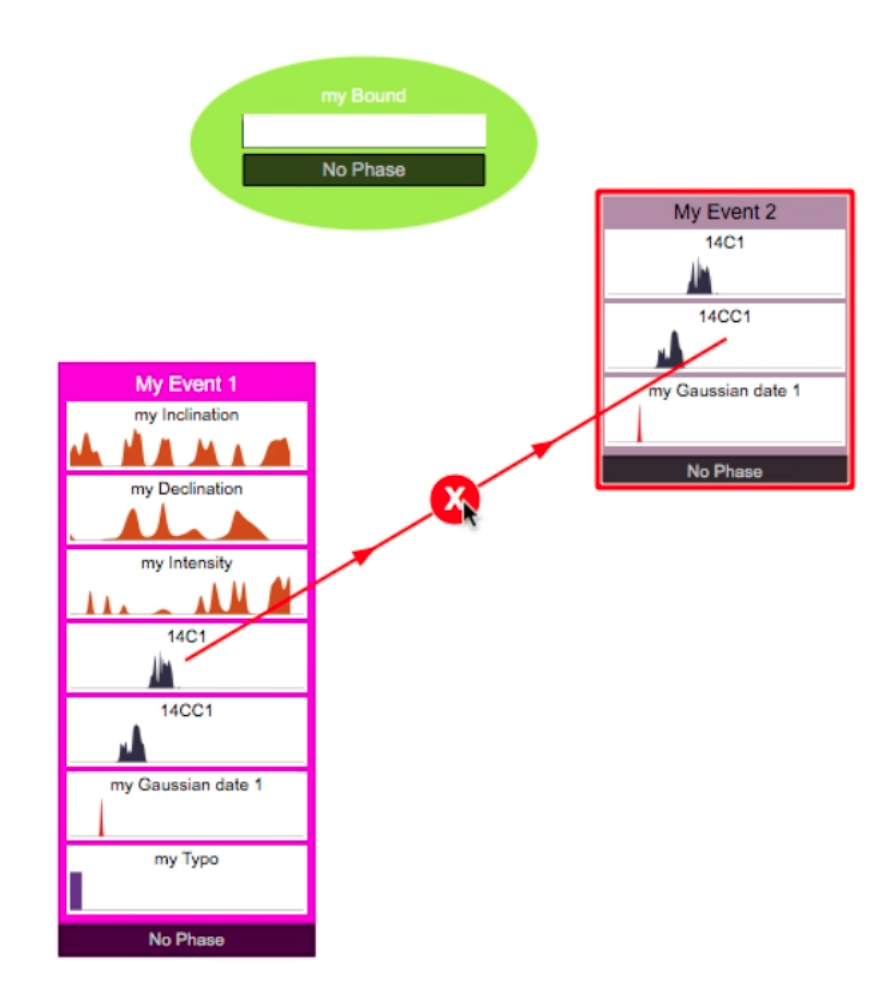 my Bound
No Phase
My Event 2
14C1
14CC1
my Gaussian date 1
No Phase
X
My Event 1
my Inclination
my Declination
my Intensity
14C1
14CC1
my Gaussian date 1
my Typo
No Phase